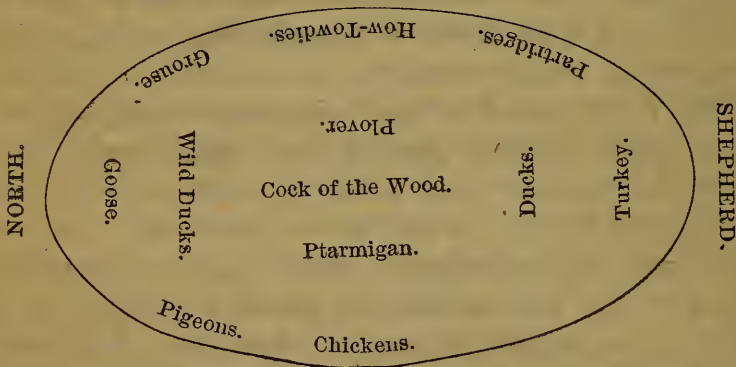 How-Towdies.
Grouse.
Partridges.
Plover.
NORTH.
Goose.
Wild Ducks.
Cock of the Wood.
Ducks.
Turkey.
SHEPHERD.
Ptarmigan.
Pigeons.
Chickens.